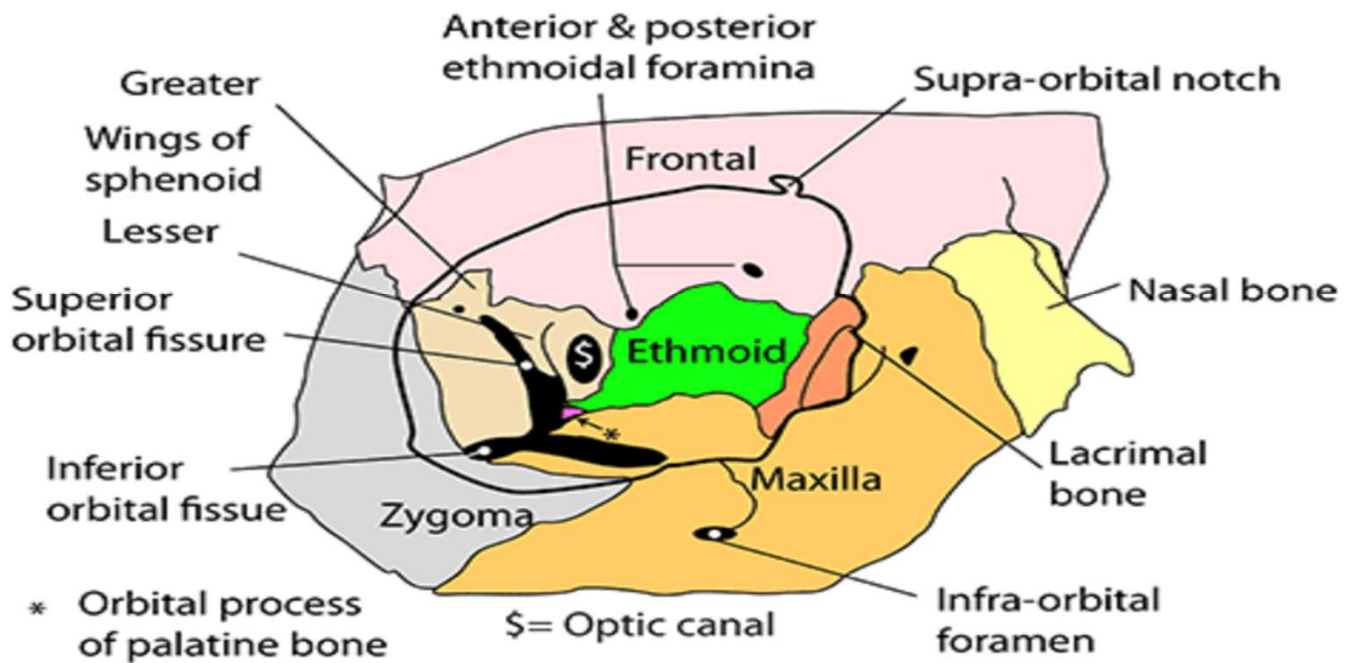 Anterior & posterior
ethmoidal foramina
Supra-orbital notch
Greater
Wings of
sphenoid
Frontal
Lesser
Superior
orbital fissure
Nasal bone
$
Ethmoid
*
Lacrimal
bone
Inferior
orbital fissue
Maxilla
Zygoma
Infra-orbital
foramen
* Orbital process
of palatine bone
$= Optic canal